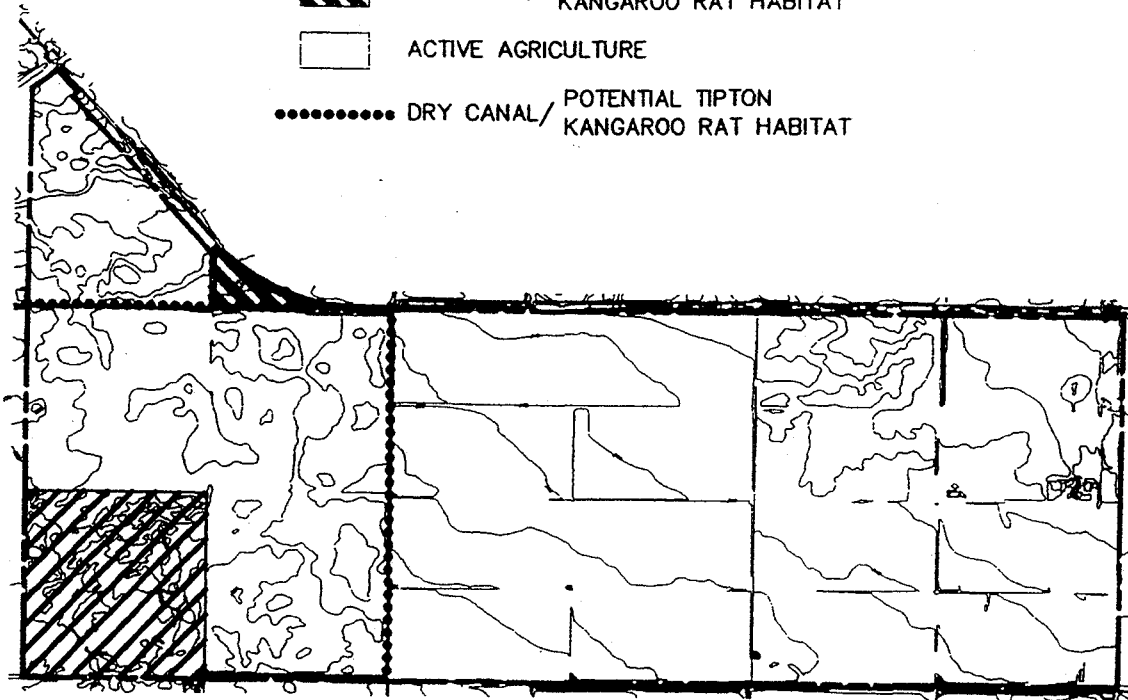 KANGAROO RAT HABITAT
ACTIVE AGRICULTURE
DRY CANAL/ POTENTIAL TIPTON
KANGAROO RAT HABITAT